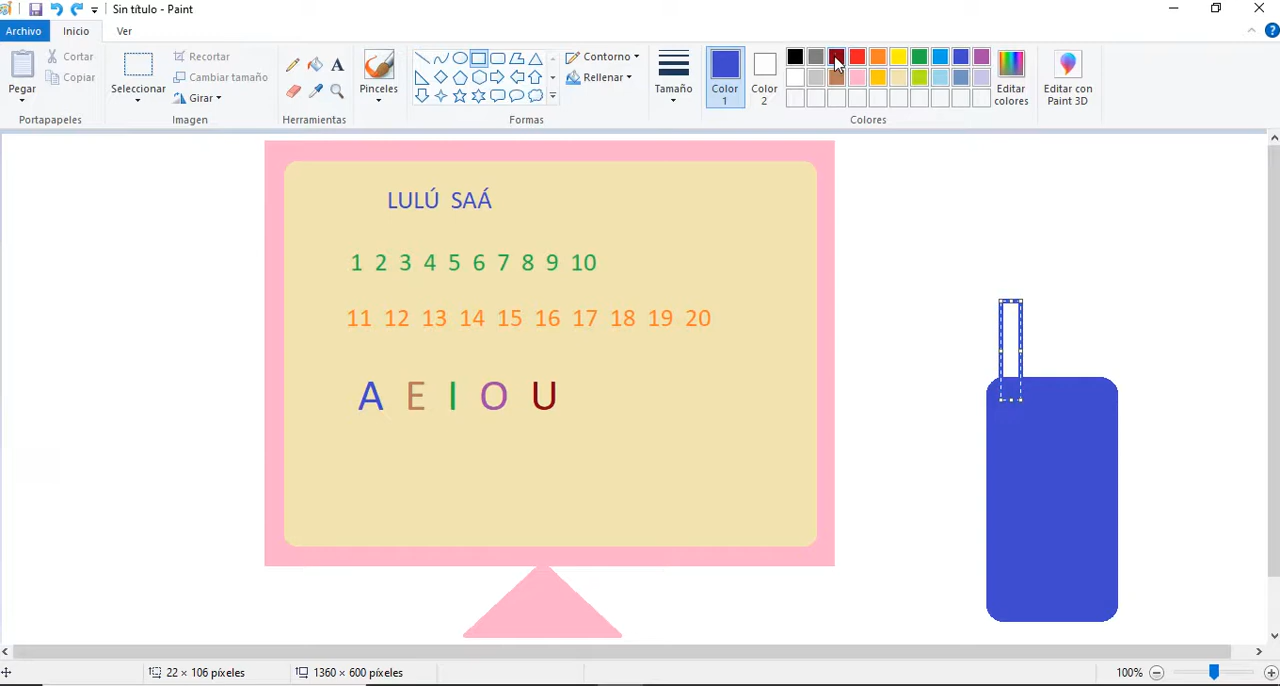 Sin título - Paint
Archivo Inicio Ver
Pegar
Cortar
Copiar
Portapapeles
Seleccionar
Recortar
Cambiar tamaño
Girar
Imagen
A
Herramientas
Pinceles
Formas
Contorno
Rellenar
Tamaño
Color 1
Color 2
Colores
Editar colores
Editar con Paint 3D
LULÚ SAÁ
1 2 3 4 5 6 7 8 9 10
11 12 13 14 15 16 17 18 19 20
A E I O U
22 × 106 píxeles 1360 × 600 píxeles 100%